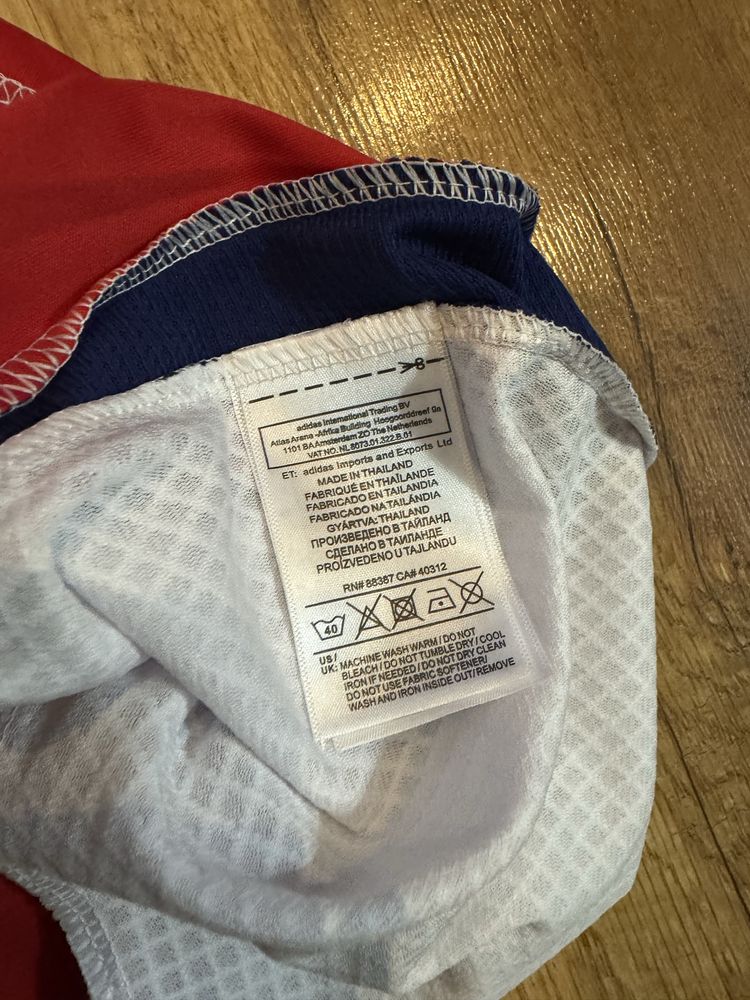 adidas International Trading BV
Atlas Arena -Afrika Building Hoogoorddreef 9a
1101 BAAmsterdam ZO The Netherlands
VAT NO. NL8073.01.322.B.01
ET: adidas Imports and Exports Ltd
MADE IN THAILAND
FABRIQUÉ EN THAÏLANDE
FABRICADO EN TAILANDIA
FABRICADO NA TAILÂNDIA
GYÁRTVA: THAILAND
ПРОИЗВЕДЕНО В ТАЙЛАНД
СДЕЛАНО В ТАИЛАНДЕ
PROIZVEDENO U TAJLANDU
RN# 88387 CA# 40312
40
US /
UK: MACHINE WASH WARM / DO NOT
BLEACH / DO NOT TUMBLE DRY / COOL
IRON IF NEEDED / DO NOT DRY CLEAN
DO NOT USE FABRIC SOFTENER/
WASH AND IRON INSIDE OUT/ REMOVE